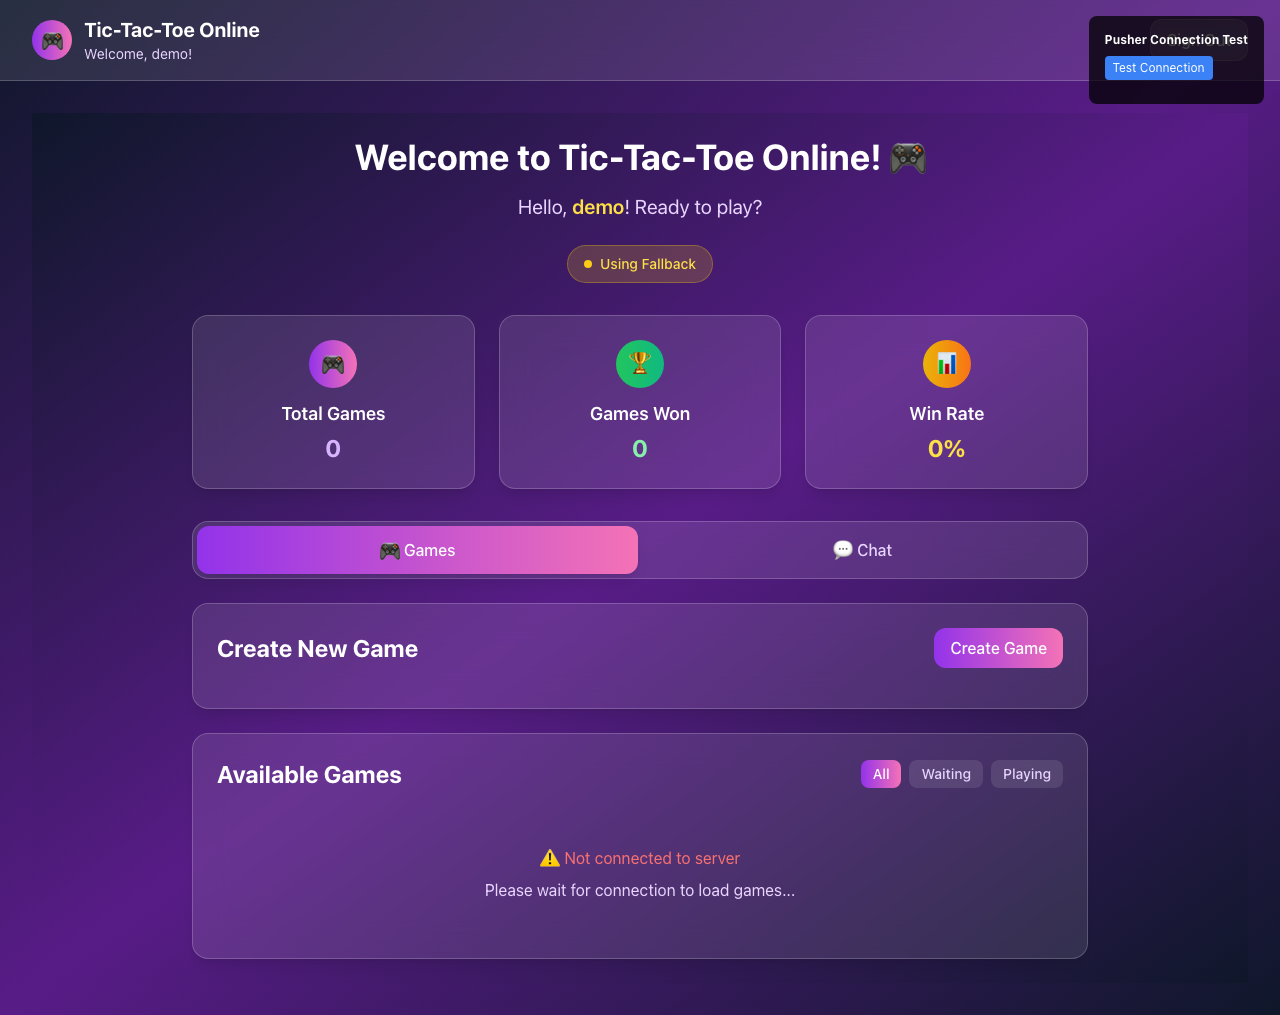 Tic-Tac-Toe Online
Welcome, demo!
Pusher Connection Test
Test Connection
Welcome to Tic-Tac-Toe Online! 🎮
Hello, demo! Ready to play?
Using Fallback
Total Games
0
Games Won
0
Win Rate
0%
🎮 Games
💬 Chat
Create New Game
Create Game
Available Games
All
Waiting
Playing
⚠️ Not connected to server
Please wait for connection to load games...